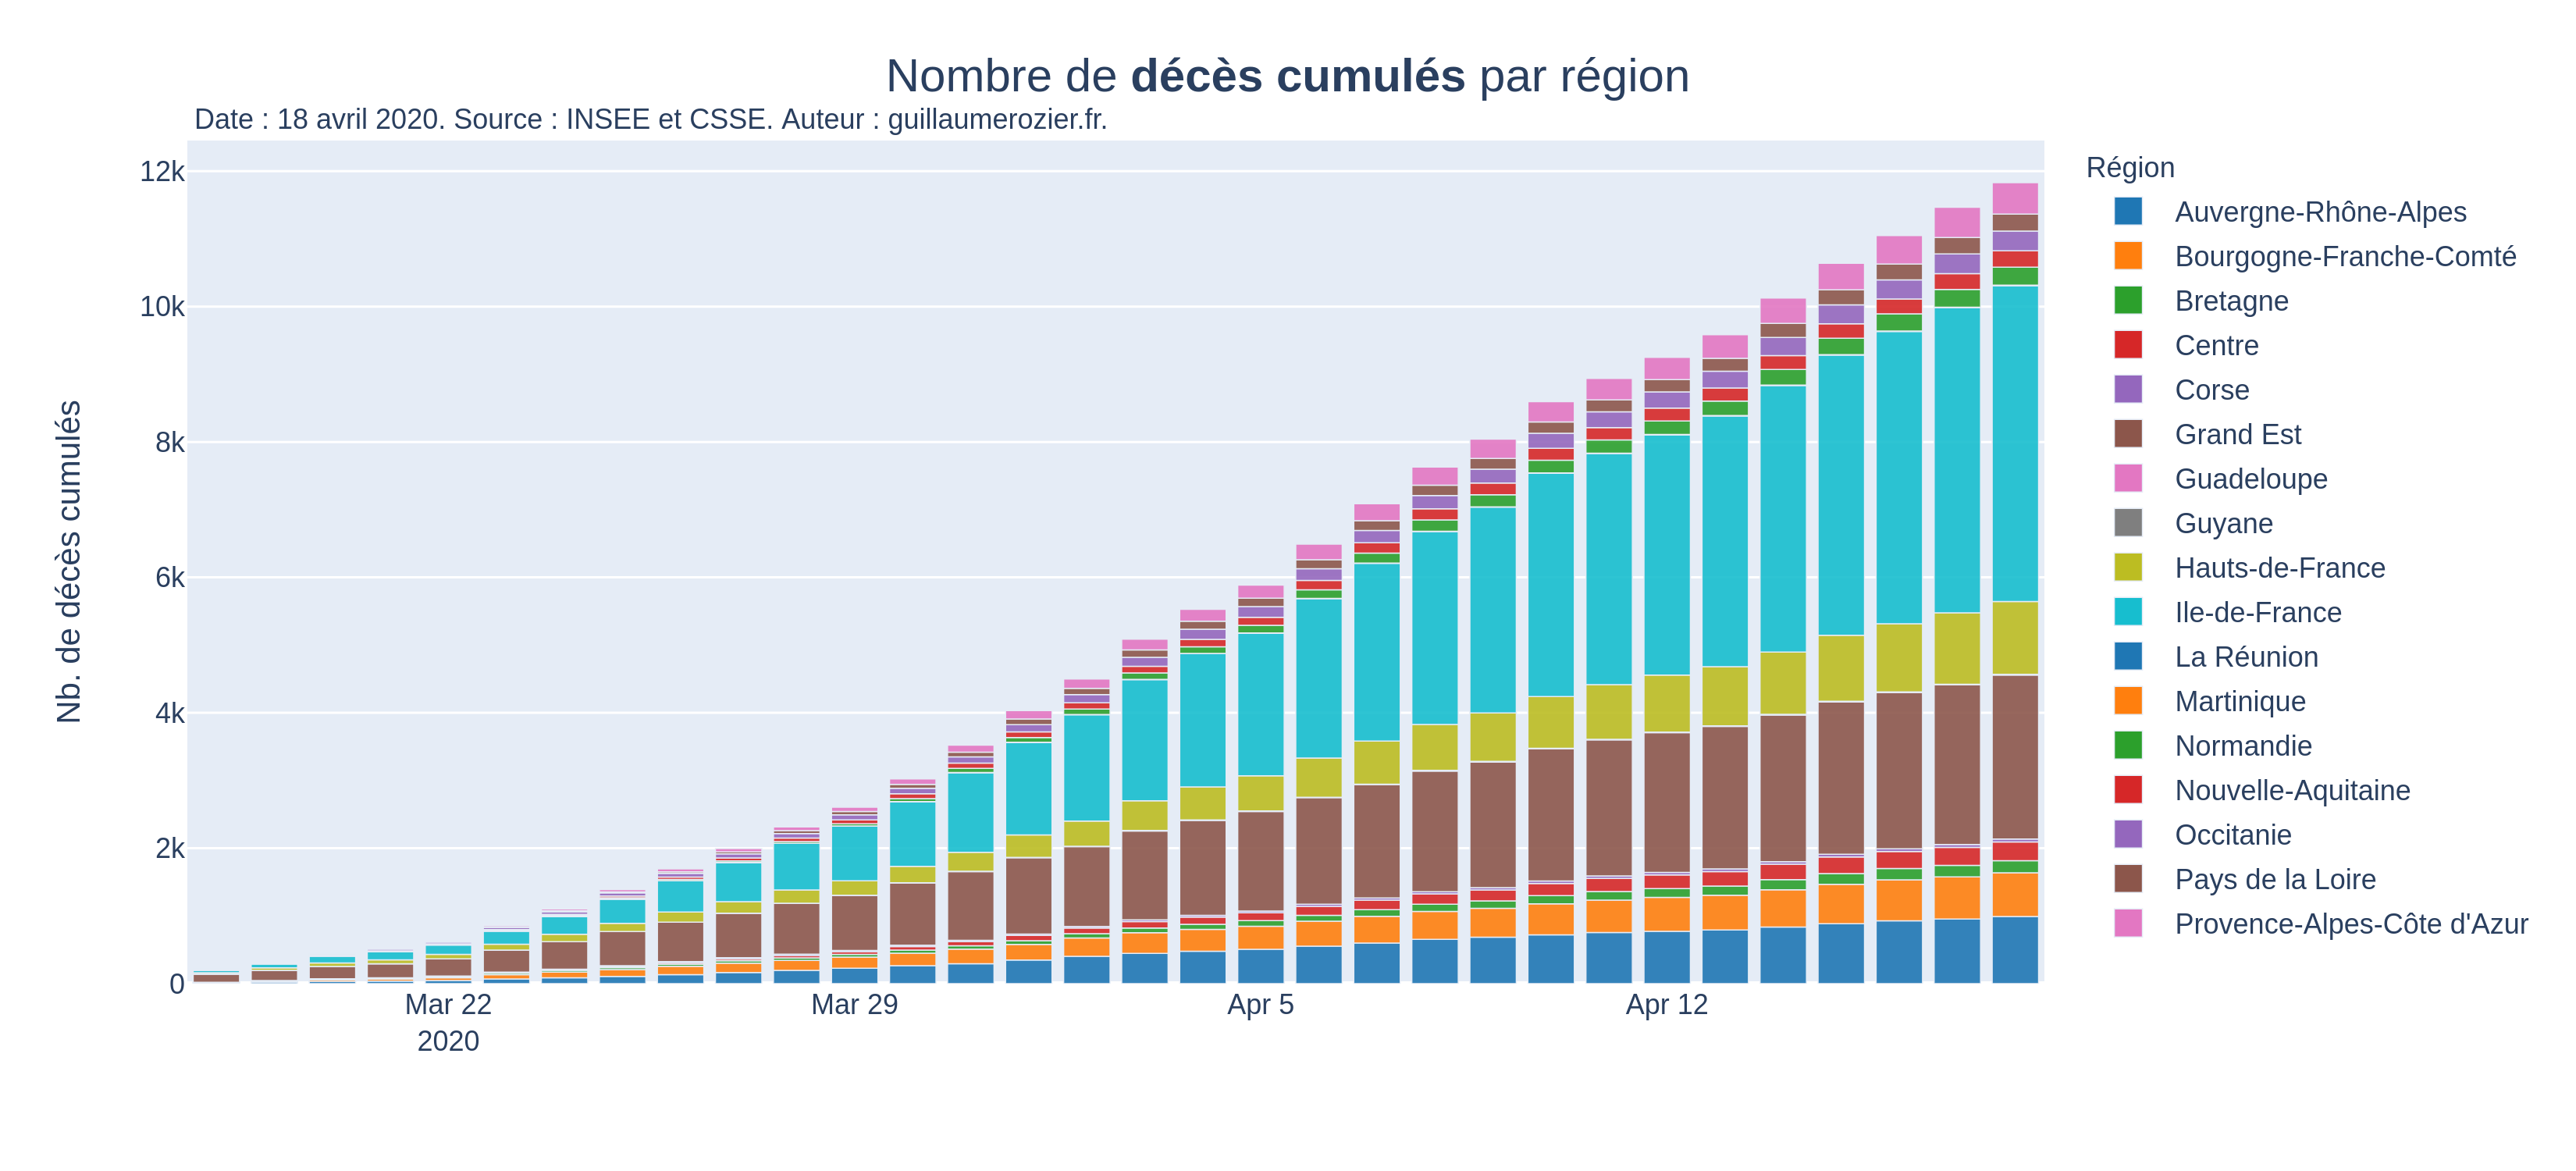 Nombre de décès cumulés par région
Date : 18 avril 2020. Source : INSEE et CSSE. Auteur : guillaumerozier.fr.
Nb. de décès cumulés
12k
10k
8k
6k
4k
2k
0
Mar 22
2020
Mar 29
Apr 5
Apr 12
Région
Auvergne-Rhône-Alpes
Bourgogne-Franche-Comté
Bretagne
Centre
Corse
Grand Est
Guadeloupe
Guyane
Hauts-de-France
Ile-de-France
La Réunion
Martinique
Normandie
Nouvelle-Aquitaine
Occitanie
Pays de la Loire
Provence-Alpes-Côte d'Azur